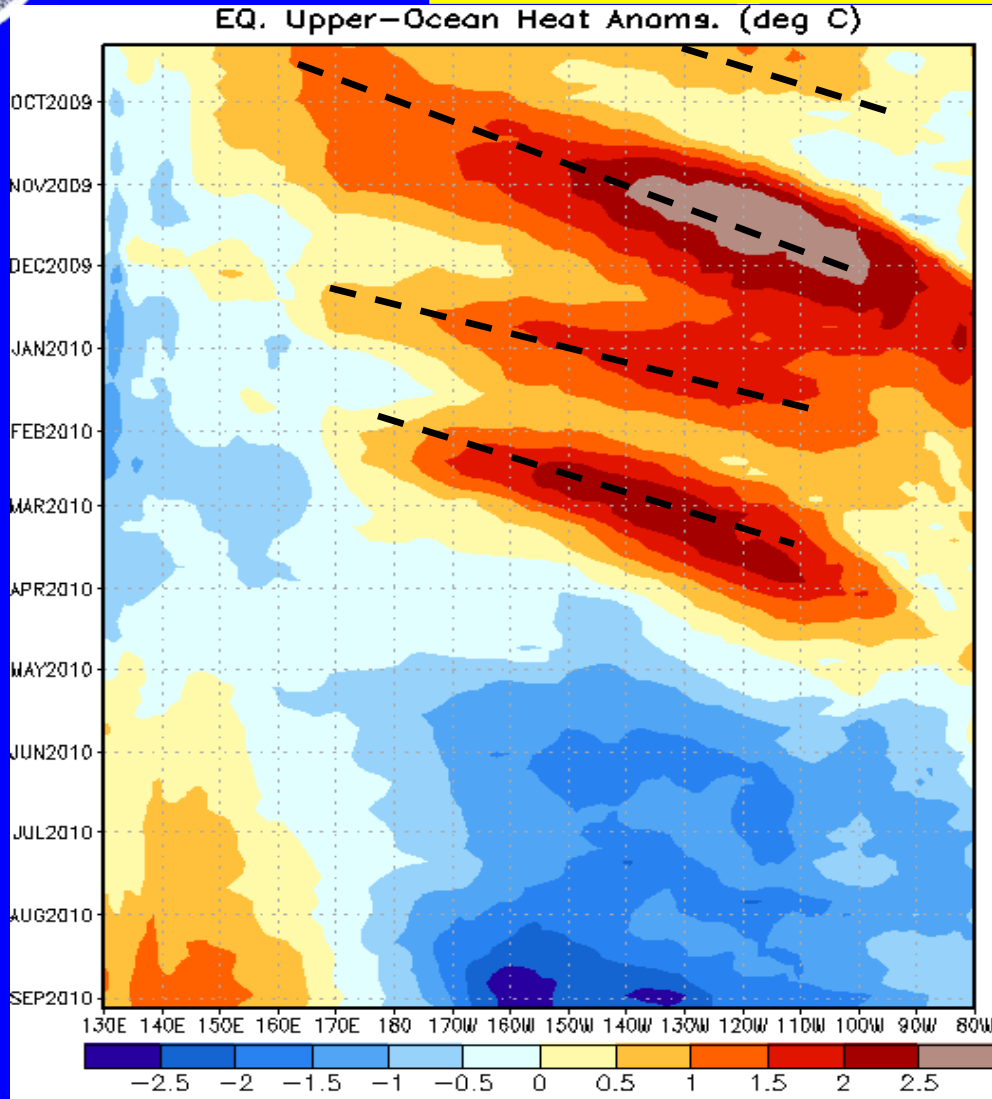 EQ. Upper-Ocean Heat Anoms. (deg C)
OCT2009
NOV2009
DEC2009
JAN2010
FEB2010
MAR2010
APR2010
MAY2010
JUN2010
JUL2010
AUG2010
SEP2010
130E 140E 150E 160E 170E 180 170W 160W 150W 140W 130W 120W 110W 100W 90W 80W
-2.5 -2 -1.5 -1 -0.5 0 0.5 1 1.5 2 2.5